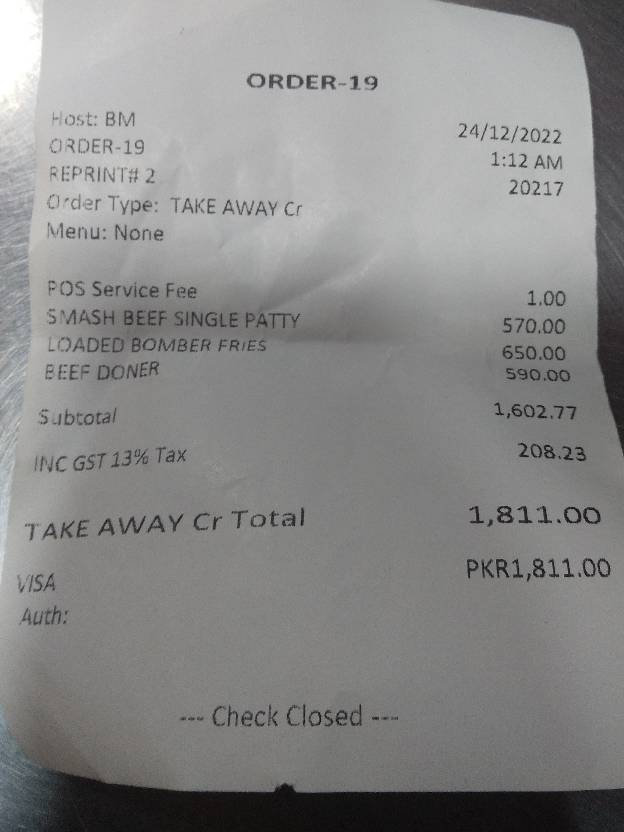 ORDER-19
Host: BM
24/12/2022
ORDER-19
1:12 AM
REPRINT# 2
20217
Order Type: TAKE AWAY Cr
Menu: None
POS Service Fee 1.00
SMASH BEEF SINGLE PATTY 570.00
LOADED BOMBER FRIES 650.00
BEEF DONER 590.00
Subtotal 1,602.77
INC GST 13% Tax 208.23
TAKE AWAY Cr Total 1,811.00
VISA PKR1,811.00
Auth:
--- Check Closed ---